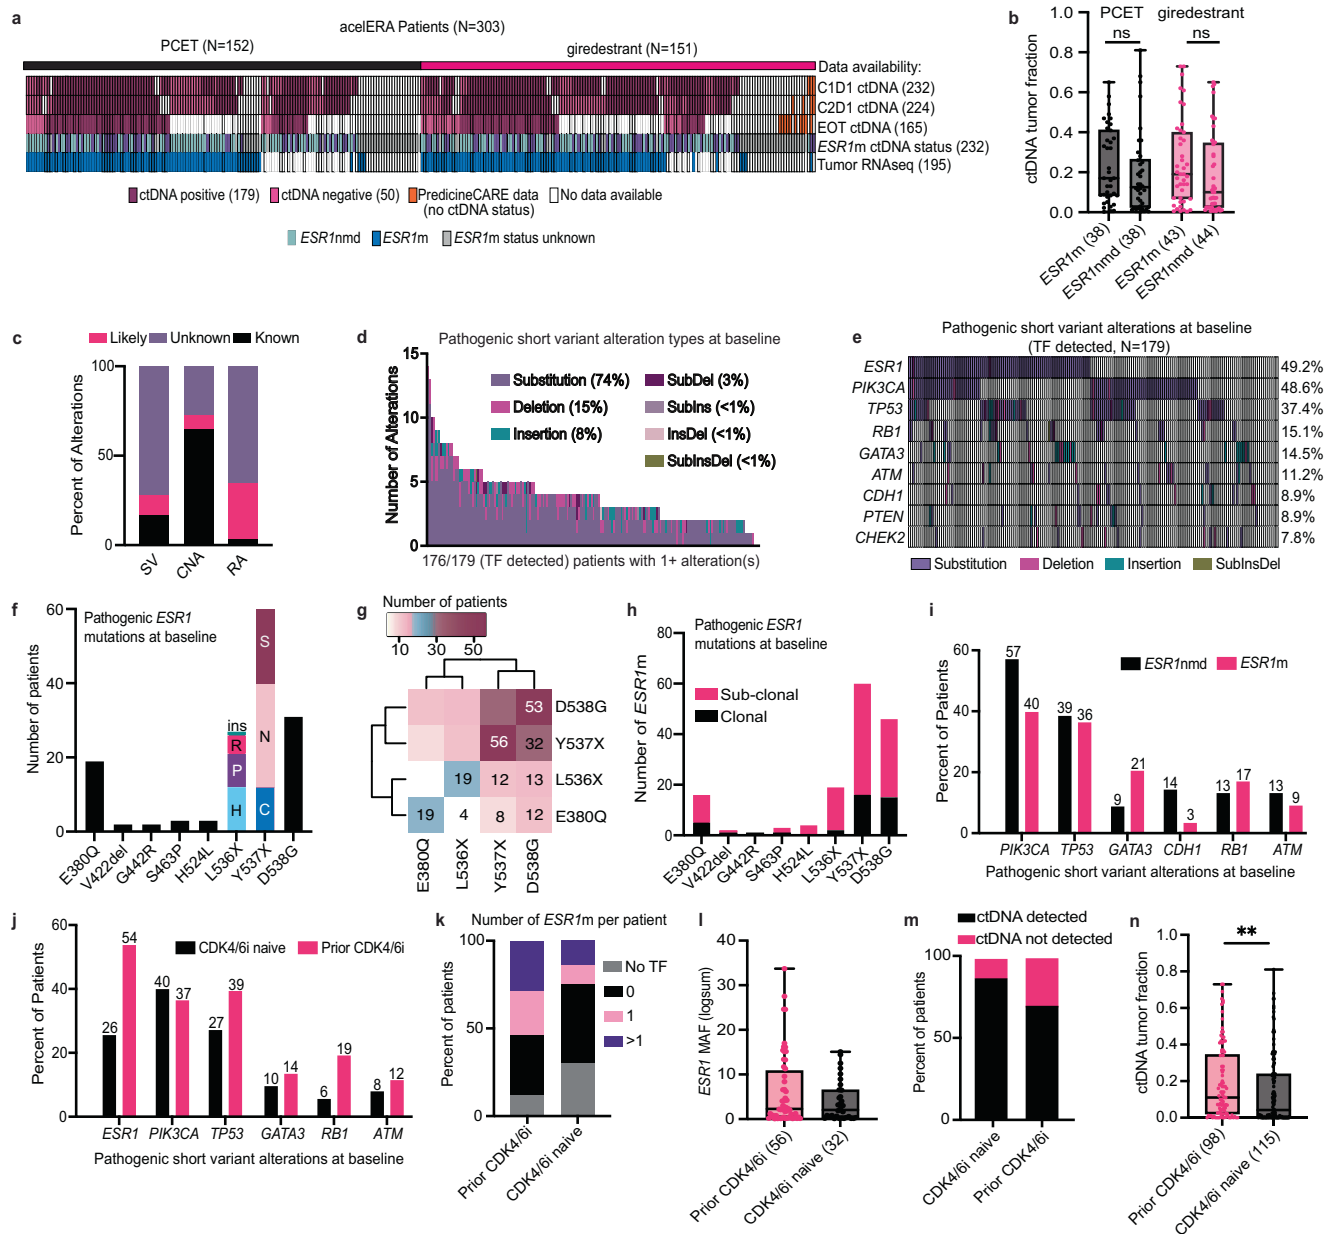 a
acelERA Patients (N=303)
PCET (N=152)
giredestrant (N=151)
Data availability:
C1D1 ctDNA (232)
C2D1 ctDNA (224)
EOT ctDNA (165)
ESR1m ctDNA status (232)
Tumor RNAseq (195)
ctDNA positive (179)
ctDNA negative (50)
PredicineCARE data
(no ctDNA status)
No data available
ESR1nmd
ESR1m
ESR1m status unknown
b
PCET
giredestrant
ns
ns
ctDNA tumor fraction
1.0
0.8
0.6
0.4
0.2
0.0
ESR1m (38)
ESR1nmd (38)
ESR1m (43)
ESR1nmd (44)
c
Likely
Unknown
Known
Percent of Alterations
100
50
0
SV
CNA
RA
d
Pathogenic short variant alteration types at baseline
Number of Alterations
15
10
5
0
Substitution (74%)
Deletion (15%)
Insertion (8%)
SubDel (3%)
SubIns (<1%)
InsDel (<1%)
SubInsDel (<1%)
176/179 (TF detected) patients with 1+ alteration(s)
e
Pathogenic short variant alterations at baseline
(TF detected, N=179)
ESR1 49.2%
PIK3CA 48.6%
TP53 37.4%
RB1 15.1%
GATA3 14.5%
ATM 11.2%
CDH1 8.9%
PTEN 8.9%
CHEK2 7.8%
Substitution
Deletion
Insertion
SubInsDel
f
Pathogenic ESR1
mutations at baseline
Number of patients
60
40
20
0
ins
R
P
H
S
N
C
E380Q
V422del
G442R
S463P
H524L
L536X
Y537X
D538G
g
Number of patients
10 30 50
53
56 32
19 12 13
19 4 8 12
D538G
Y537X
L536X
E380Q
E380Q
L536X
Y537X
D538G
h
Pathogenic ESR1
mutations at baseline
Sub-clonal
Clonal
Number of ESR1m
80
60
40
20
0
E380Q
V422del
G442R
S463P
H524L
L536X
Y537X
D538G
i
ESR1nmd
ESR1m
Percent of Patients
60
40
20
0
57 40 39 36 9 21 14 3 13 17 13 9
PIK3CA TP53 GATA3 CDH1 RB1 ATM
Pathogenic short variant alterations at baseline
j
CDK4/6i naive
Prior CDK4/6i
Percent of Patients
60
40
20
0
26 54 40 37 27 39 10 14 6 19 8 12
ESR1 PIK3CA TP53 GATA3 RB1 ATM
Pathogenic short variant alterations at baseline
k
Number of ESR1m per patient
Percent of patients
100
50
0
No TF
0
1
>1
Prior CDK4/6i
CDK4/6i naive
l
ESR1 MAF (logsum)
40
30
20
10
0
Prior CDK4/6i (56)
CDK4/6i naive (32)
m
ctDNA detected
ctDNA not detected
Percent of patients
100
50
0
CDK4/6i naive
Prior CDK4/6i
n
**
ctDNA tumor fraction
1.0
0.8
0.6
0.4
0.2
0.0
Prior CDK4/6i (98)
CDK4/6i naive (115)